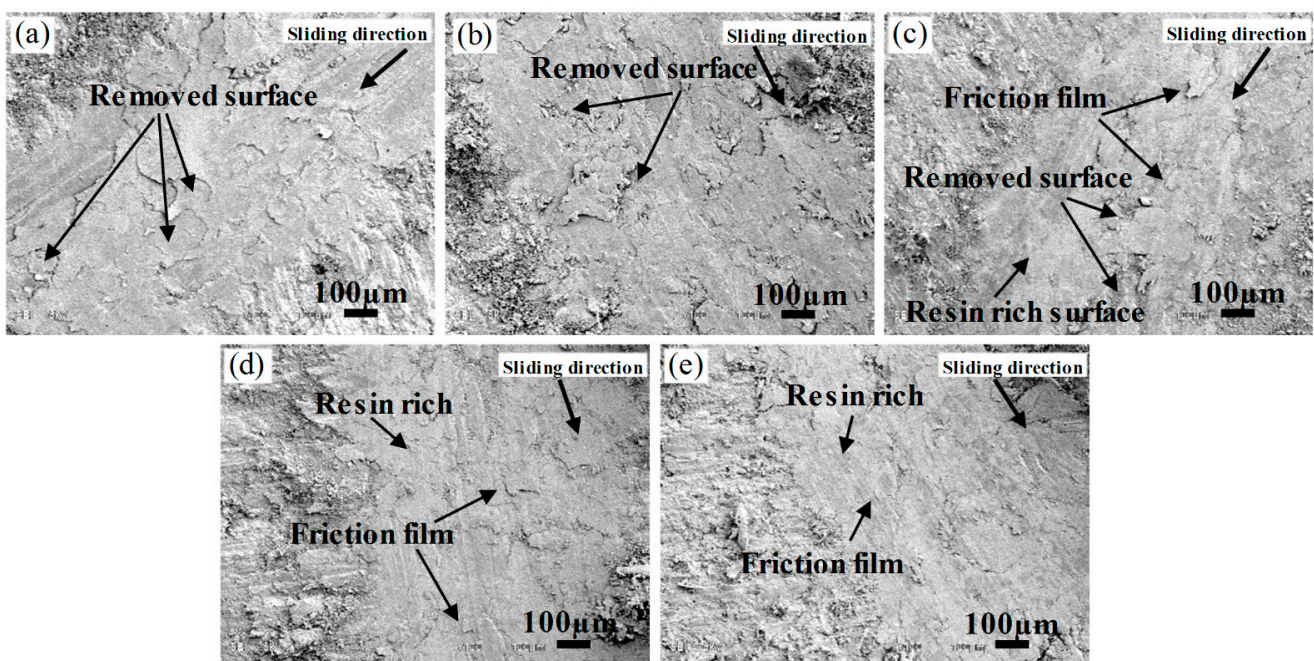 (a)
Sliding direction
Removed surface
100μm
(b)
Sliding direction
Removed surface
100μm
(c)
Sliding direction
Friction film
Removed surface
Resin rich surface
100μm
(d)
Sliding direction
Resin rich
Friction film
100μm
(e)
Sliding direction
Resin rich
Friction film
100μm